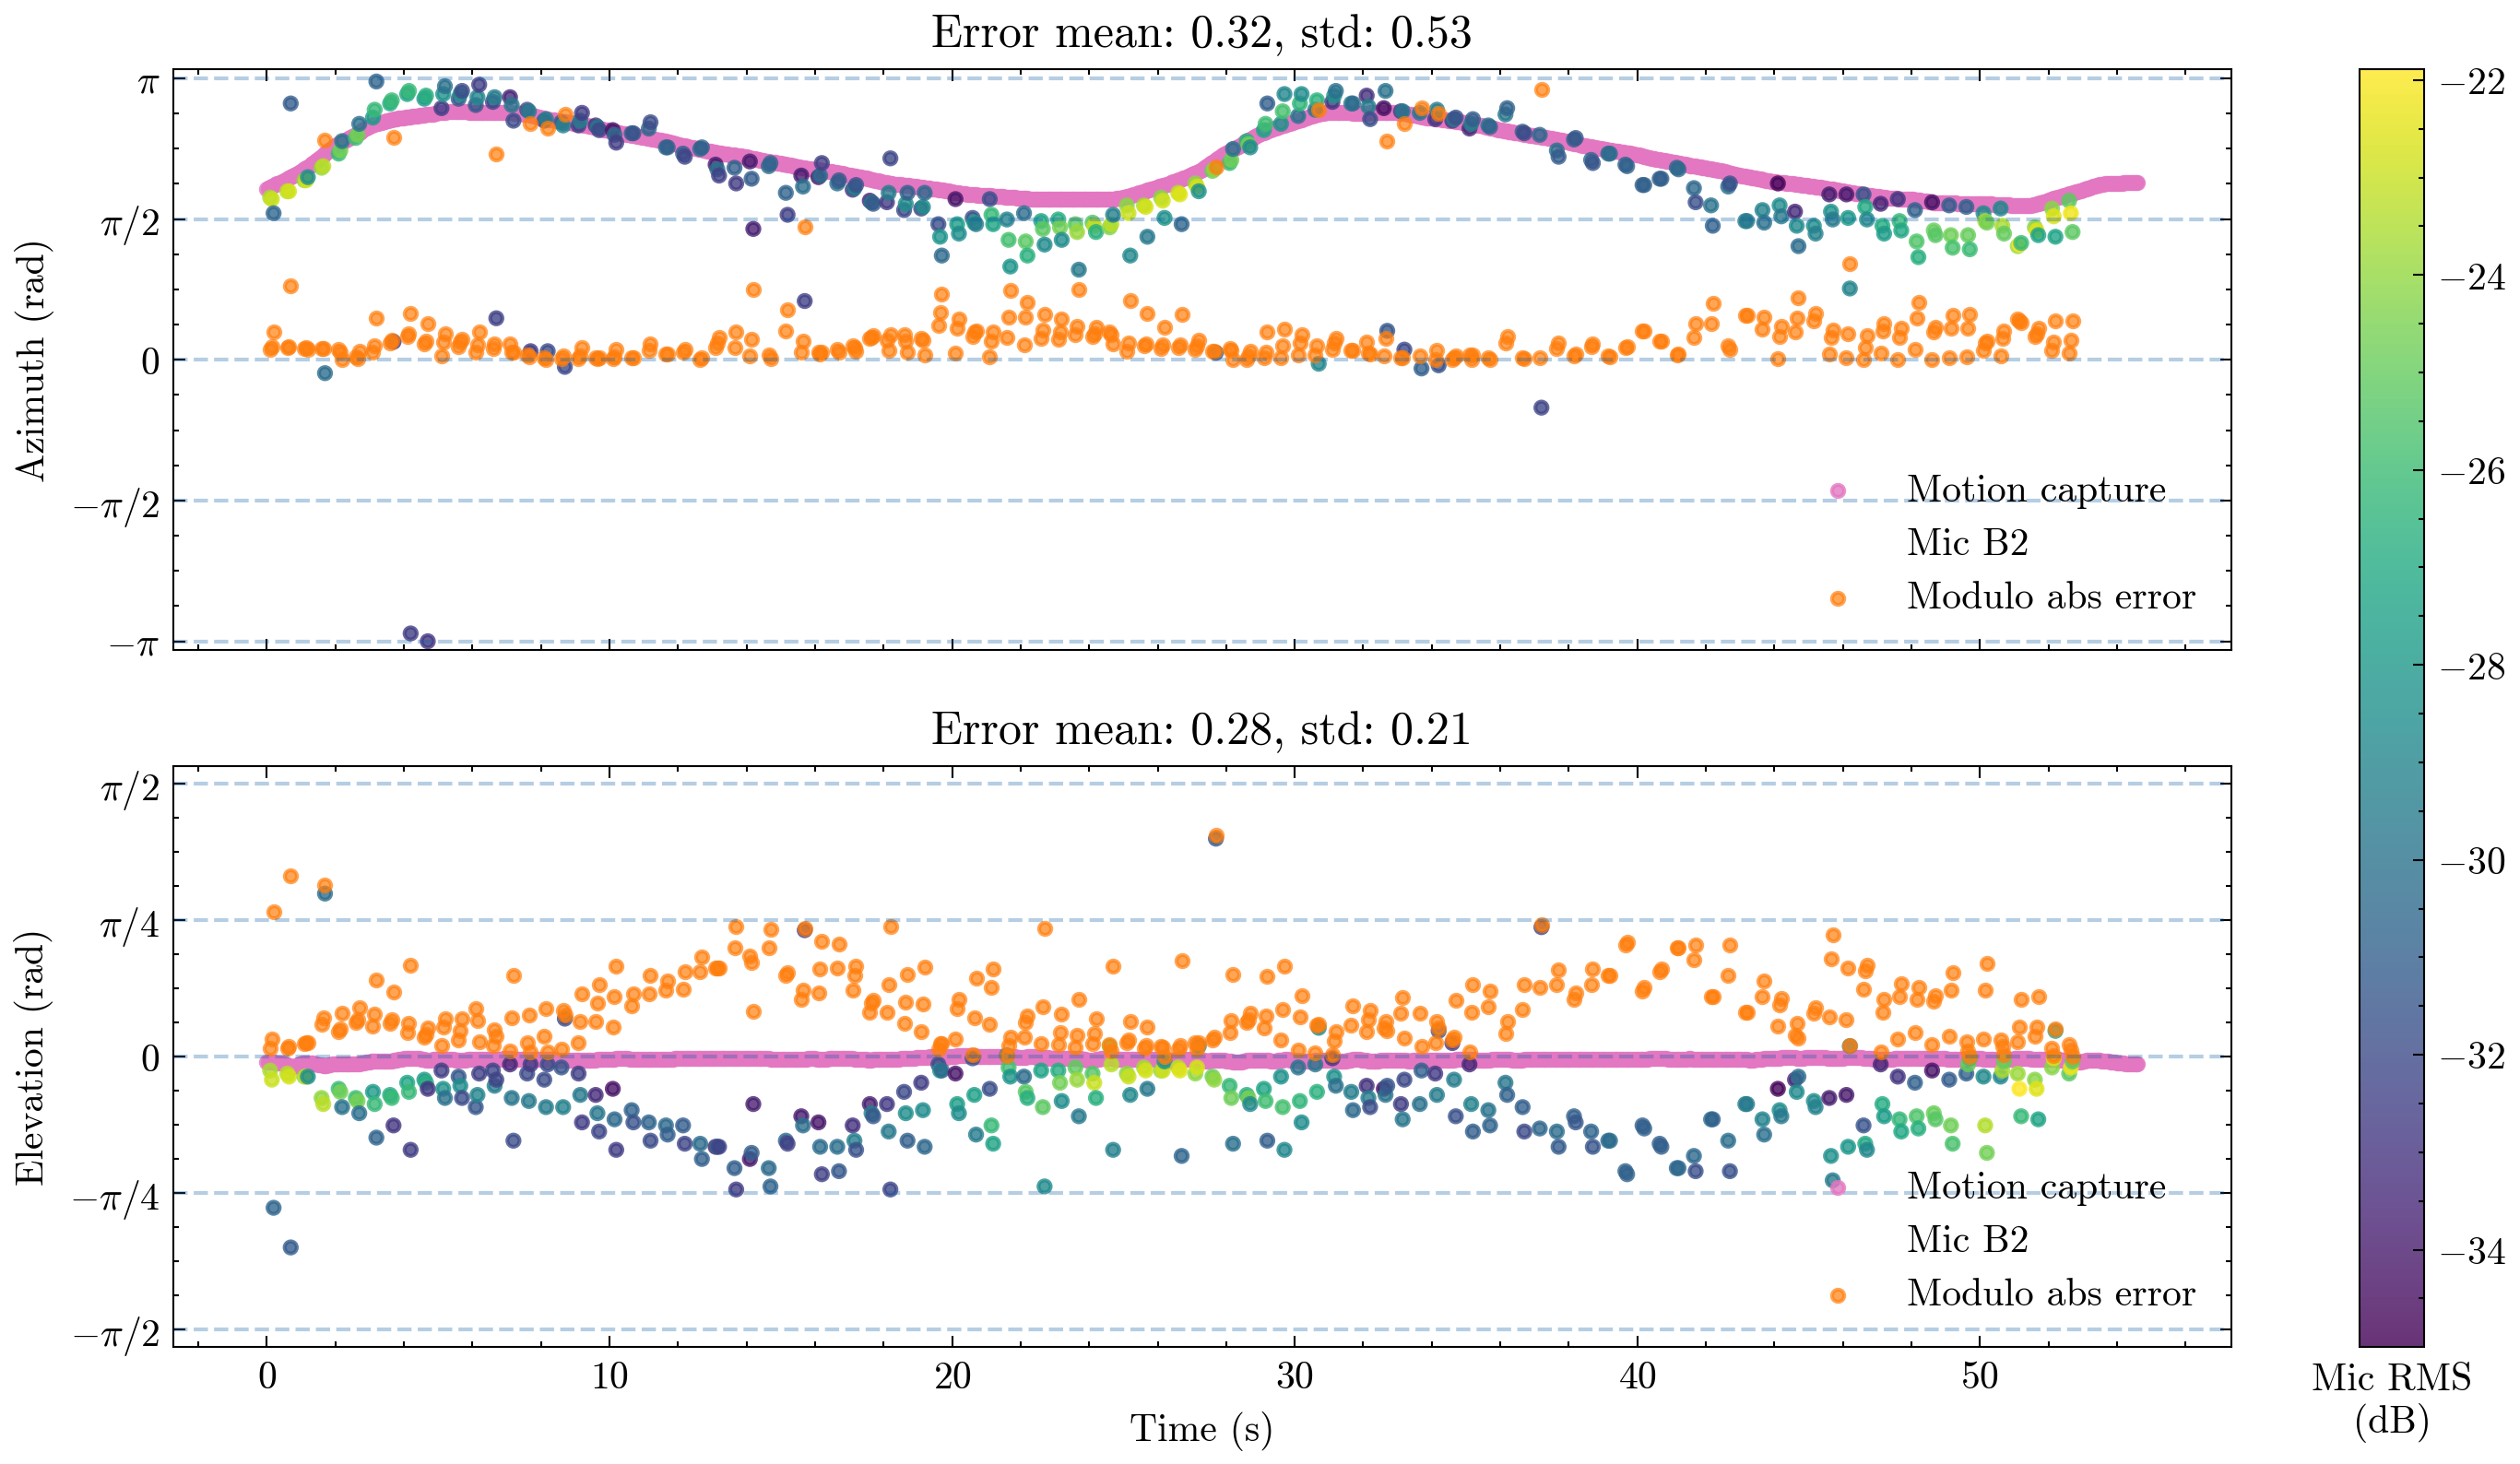 Error mean: 0.32, std: 0.53
π
π/2
0
−π/2
−π
Azimuth (rad)
Motion capture
Mic B2
Modulo abs error
Error mean: 0.28, std: 0.21
π/2
π/4
0
−π/4
−π/2
Elevation (rad)
Motion capture
Mic B2
Modulo abs error
0 10 20 30 40 50
Time (s)
−22
−24
−26
−28
−30
−32
−34
Mic RMS
(dB)